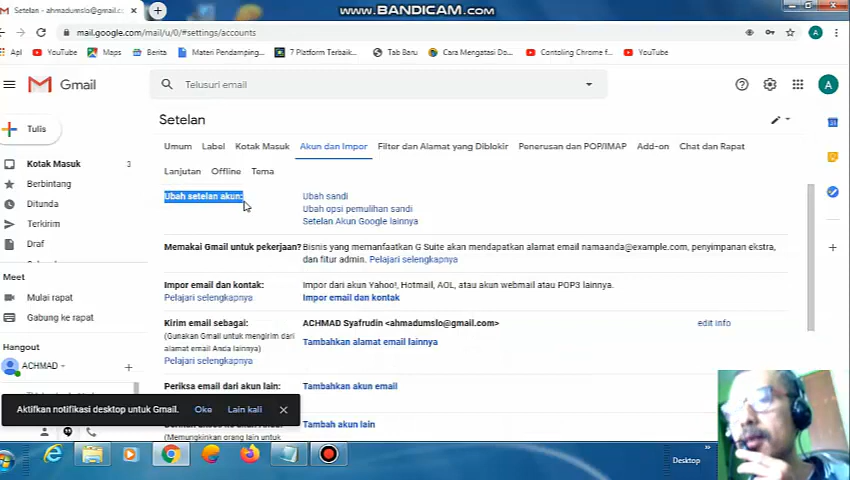 www.BANDICAM.com
Setelan - ahmadumslo@gmail.c
mail.google.com/mail/u/0/#settings/accounts
Apl YouTube Maps Berita Materi Pendamping... 7 Platform Terbaik... Tab Baru Cara Mengatasi Do... Contoling Chrome f... YouTube
Gmail
Telusuri email
A
Tulis
Kotak Masuk 3
Berbintang
Ditunda
Terkirim
Draf
Meet
Mulai rapat
Gabung ke rapat
Hangout
ACHMAD
Setelan
Umum Label Kotak Masuk Akun dan Impor Filter dan Alamat yang Diblokir Penerusan dan POP/IMAP Add-on Chat dan Rapat
Lanjutan Offline Tema
Ubah setelan akun: Ubah sandi
Ubah opsi pemulihan sandi
Setelan Akun Google lainnya
Memakai Gmail untuk pekerjaan? Bisnis yang memanfaatkan G Suite akan mendapatkan alamat email namaanda@example.com, penyimpanan ekstra,
dan fitur admin. Pelajari selengkapnya
Impor email dan kontak: Impor dari akun Yahoo!, Hotmail, AOL, atau akun webmail atau POP3 lainnya.
Pelajari selengkapnya Impor email dan kontak
Kirim email sebagai: ACHMAD Syafrudin <ahmadumslo@gmail.com> edit info
(Gunakan Gmail untuk mengirim dari
alamat email Anda lainnya) Tambahkan alamat email lainnya
Pelajari selengkapnya
Periksa email dari akun lain: Tambahkan akun email
Tambah akun lain
(Memungkinkan orang lain untuk
Aktifkan notifikasi desktop untuk Gmail. Oke Lain kali
Desktop